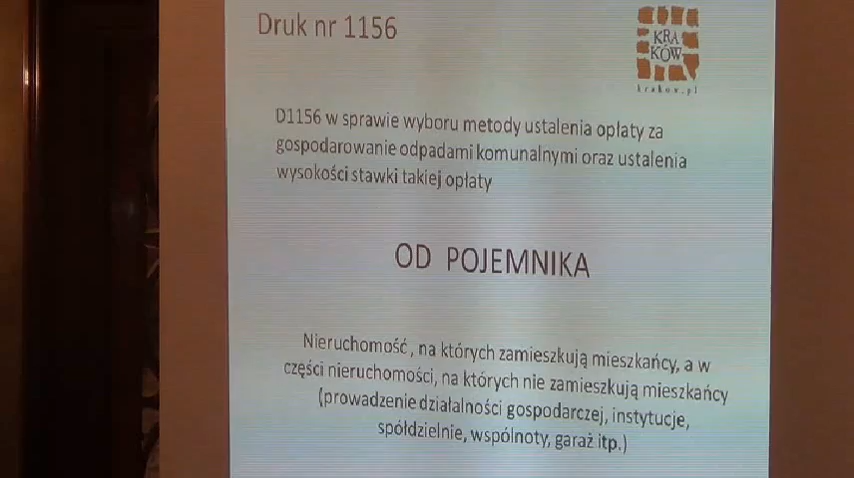 Druk nr 1156
KRA
KÓW
krakow.pl
D1156 w sprawie wyboru metody ustalenia opłaty za
gospodarowanie odpadami komunalnymi oraz ustalenia
wysokości stawki takiej opłaty
OD POJEMNIKA
Nieruchomość, na których zamieszkują mieszkańcy, a w
części nieruchomości, na których nie zamieszkują mieszkańcy
(prowadzenie działalności gospodarczej, instytucje,
spółdzielnie, wspólnoty, garaż itp.)